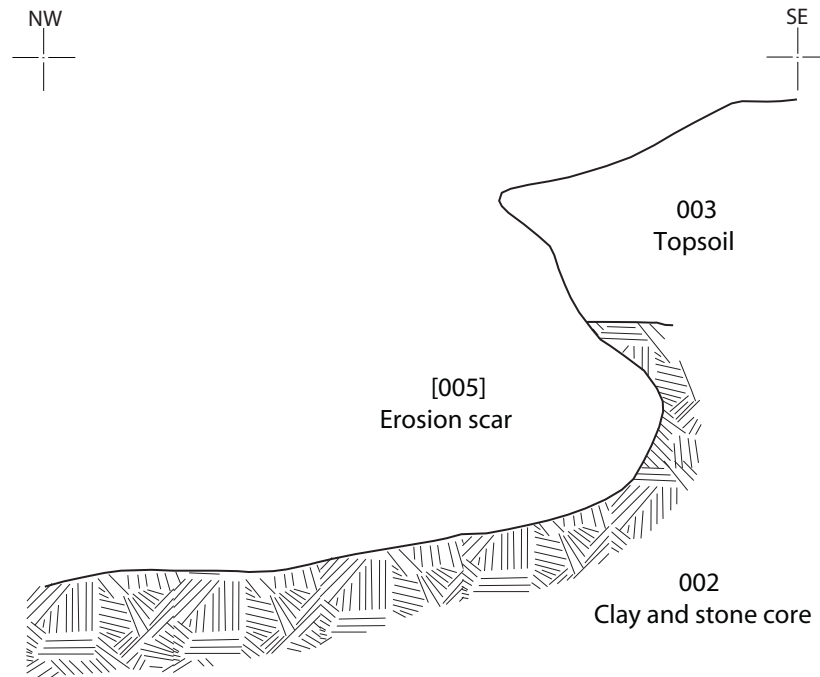 NW
SE
003
Topsoil
[005]
Erosion scar
002
Clay and stone core